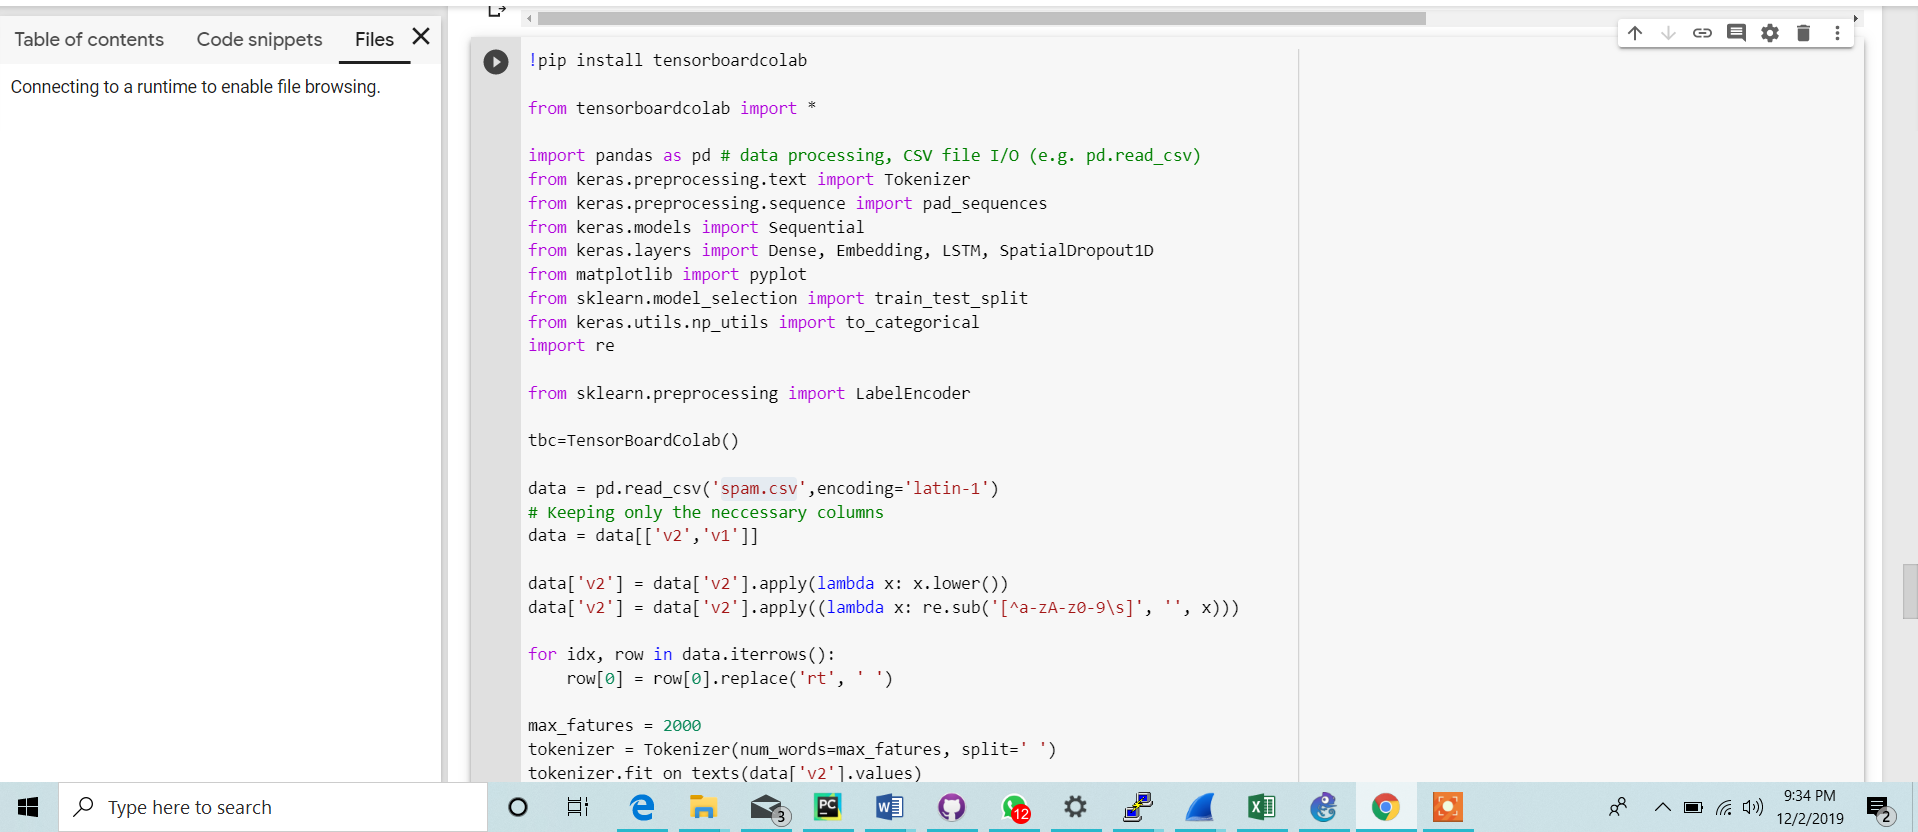 Table of contents Code snippets Files
Connecting to a runtime to enable file browsing.
!pip install tensorboardcolab
from tensorboardcolab import *
import pandas as pd # data processing, CSV file I/O (e.g. pd.read_csv)
from keras.preprocessing.text import Tokenizer
from keras.preprocessing.sequence import pad_sequences
from keras.models import Sequential
from keras.layers import Dense, Embedding, LSTM, SpatialDropout1D
from matplotlib import pyplot
from sklearn.model_selection import train_test_split
from keras.utils.np_utils import to_categorical
import re
from sklearn.preprocessing import LabelEncoder
tbc=TensorBoardColab()
data = pd.read_csv('spam.csv',encoding='latin-1')
# Keeping only the neccessary columns
data = data[['v2','v1']]
data['v2'] = data['v2'].apply(lambda x: x.lower())
data['v2'] = data['v2'].apply((lambda x: re.sub('[^a-zA-z0-9\s]', '', x)))
for idx, row in data.iterrows():
    row[0] = row[0].replace('rt', ' ')
max_fatures = 2000
tokenizer = Tokenizer(num_words=max_fatures, split=' ')
tokenizer.fit_on_texts(data['v2'].values)
Type here to search
3
PC
12
9:34 PM
12/2/2019
2